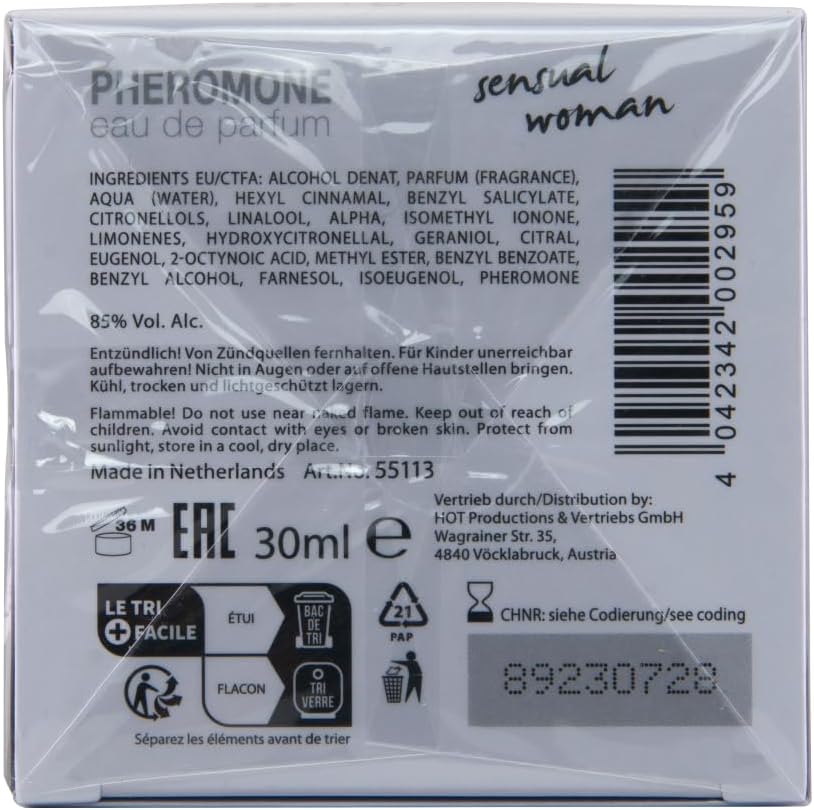 PHEROMONE
eau de parfum
sensual
woman
INGREDIENTS EU/CTFA: ALCOHOL DENAT, PARFUM (FRAGRANCE),
AQUA (WATER), HEXYL CINNAMAL, BENZYL SALICYLATE,
CITRONELLOLS, LINALOOL, ALPHA, ISOMETHYL IONONE,
LIMONENES, HYDROXYCITRONELLAL, GERANIOL, CITRAL,
EUGENOL, 2-OCTYNOIC ACID, METHYL ESTER, BENZYL BENZOATE,
BENZYL ALCOHOL, FARNESOL, ISOEUGENOL, PHEROMONE
85% Vol. Alc.
Entzündlich! Von Zündquellen fernhalten. Für Kinder unerreichbar
aufbewahren! Nicht in Augen oder auf offene Hautstellen bringen.
Kühl, trocken und lichtgeschützt lagern.
Flammable! Do not use near naked flame. Keep out of reach of
children. Avoid contact with eyes or broken skin. Protect from
sunlight, store in a cool, dry place.
Made in Netherlands Art.No. 55113
4 042342 002959
36 M
EAC
30ml e
Vertrieb durch/Distribution by:
HOT Productions & Vertriebs GmbH
Wagrainer Str. 35,
4840 Vöcklabruck, Austria
LE TRI
+ FACILE
ÉTUI
BAC
DE
TRI
FLACON
TRI
VERRE
Séparez les éléments avant de trier
21
PAP
CHNR: siehe Codierung/see coding
89230728